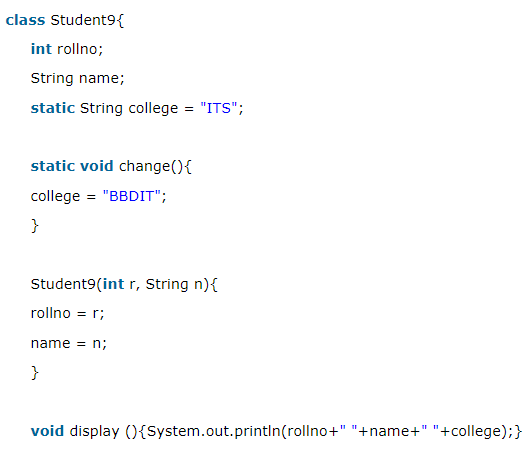 class Student9{
int rollno;
String name;
static String college = "ITS";
static void change(){
college = "BBDIT";
}
Student9(int r, String n){
rollno = r;
name = n;
}
void display (){System.out.println(rollno+" "+name+" "+college);}